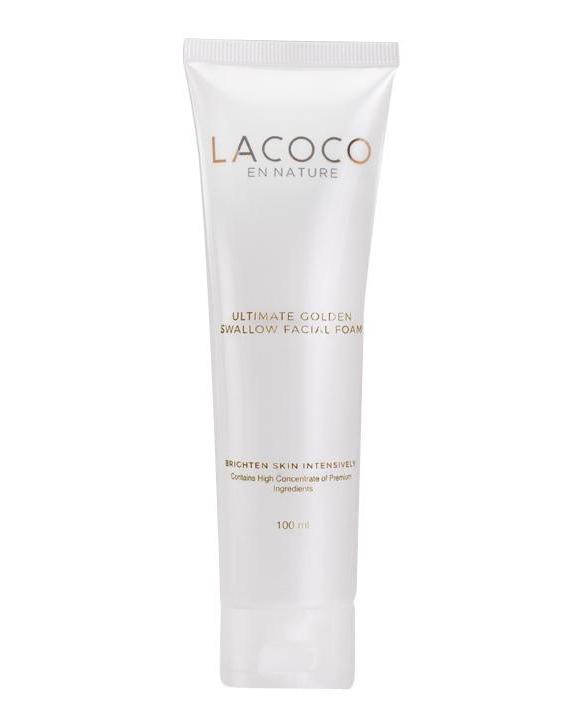 LACOCO
EN NATURE
ULTIMATE GOLDEN
SWALLOW FACIAL FOAM
BRIGHTEN SKIN INTENSIVELY
Contains High Concentrate of Premium
Ingredients
100 ml